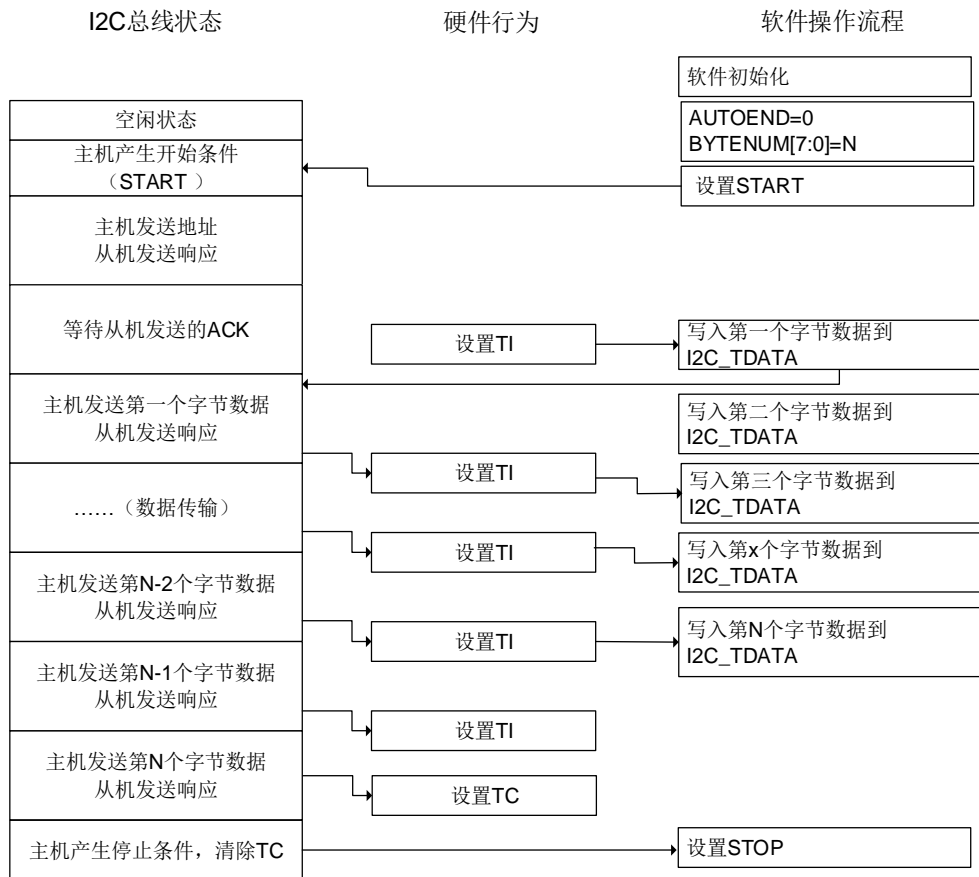 I2C总线状态
硬件行为
软件操作流程
软件初始化
空闲状态
AUTOEND=0
BYTENUM[7:0]=N
主机产生开始条件
（START ）
设置START
主机发送地址
从机发送响应
等待从机发送的ACK
设置TI
写入第一个字节数据到
I2C_TDATA
主机发送第一个字节数据
从机发送响应
写入第二个字节数据到
I2C_TDATA
设置TI
写入第三个字节数据到
I2C_TDATA
……（数据传输）
设置TI
写入第x个字节数据到
I2C_TDATA
主机发送第N-2个字节数据
从机发送响应
设置TI
写入第N个字节数据到
I2C_TDATA
主机发送第N-1个字节数据
从机发送响应
设置TI
主机发送第N个字节数据
从机发送响应
设置TC
主机产生停止条件，清除TC
设置STOP